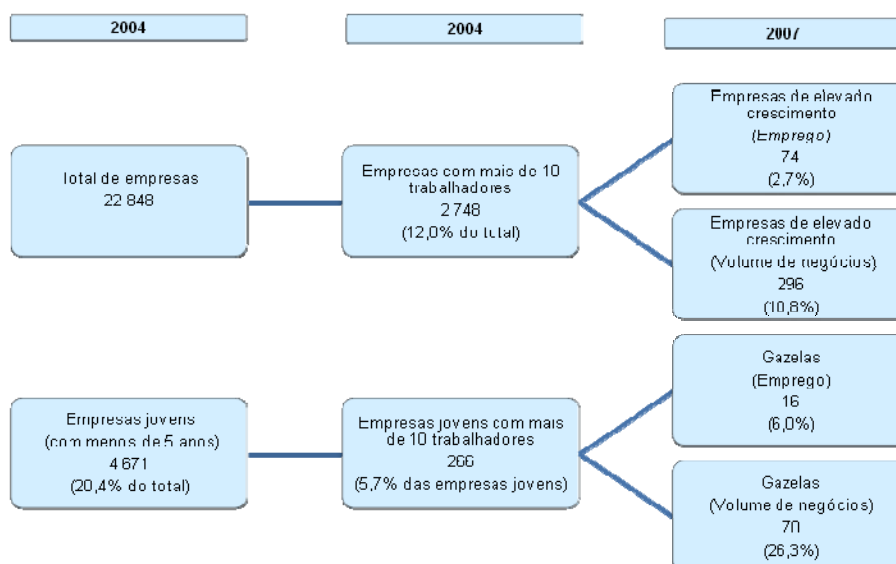 2004
2004
2007
Total de empresas
22 848
Empresas com mais de 10
trabalhadores
2 748
(12,0% do total)
Empresas de elevado
crescimento
(Emprego)
74
(2,7%)
Empresas de elevado
crescimento
(Volume de negócios)
296
(10,8%)
Empresas jovens
(com menos de 5 anos)
4 671
(20,4% do total)
Empresas jovens com mais
de 10 trabalhadores
266
(5,7% das empresas jovens)
Gazelas
(Emprego)
16
(6,0%)
Gazelas
(Volume de negócios)
70
(26,3%)